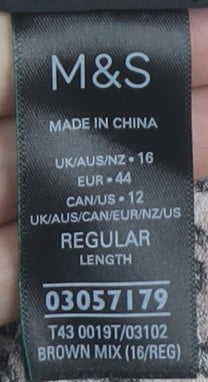 M&S
MADE IN CHINA
UK/AUS/NZ • 16
EUR • 44
CAN/US • 12
UK/AUS/CAN/EUR/NZ/US
REGULAR
LENGTH
03057179
T43 0019T/03102
BROWN MIX (16/REG)